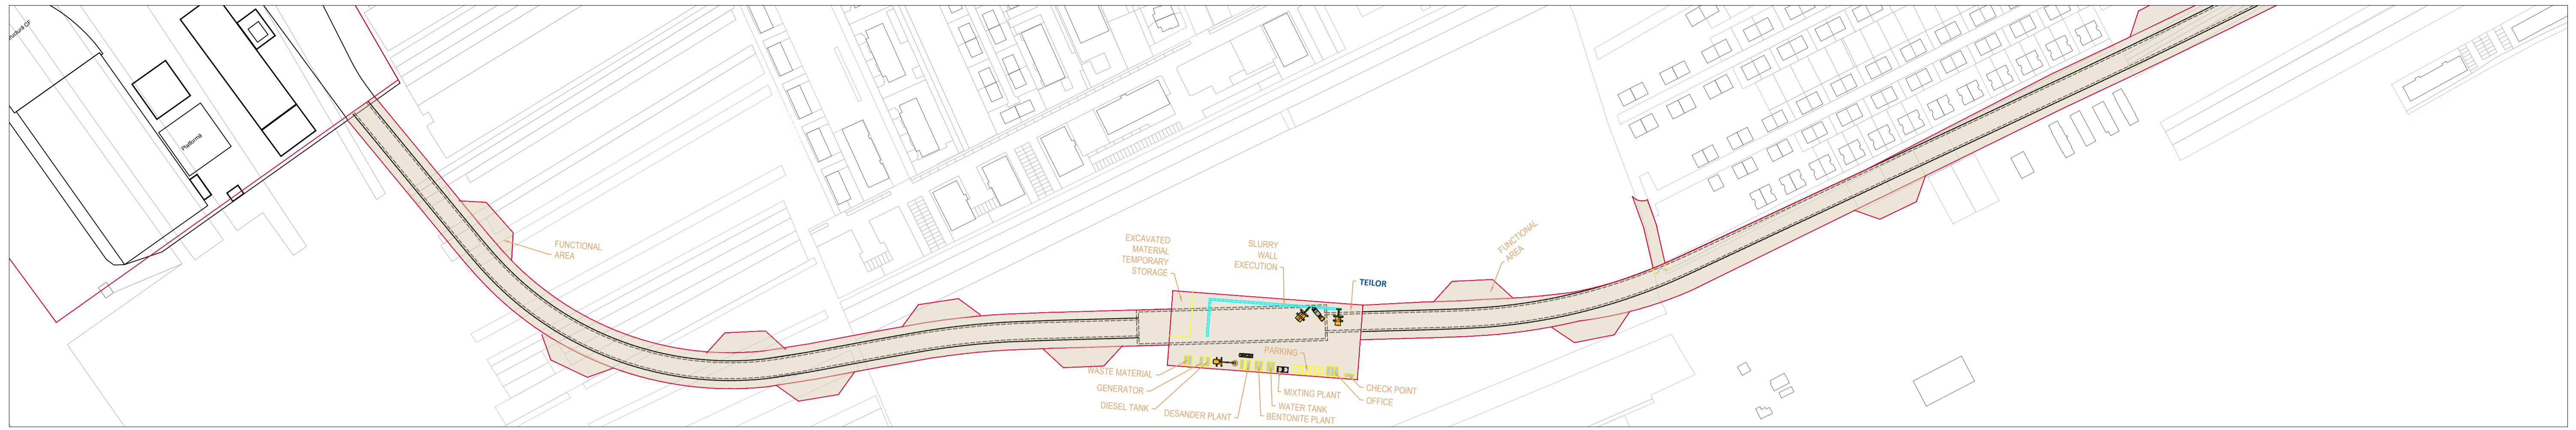 Platformă
FUNCTIONAL
AREA
EXCAVATED
MATERIAL
TEMPORARY
STORAGE
SLURRY
WALL
EXECUTION
TEILOR
FUNCTIONAL
AREA
PARKING
WASTE MATERIAL
GENERATOR
DIESEL TANK
DESANDER PLANT
BENTONITE PLANT
WATER TANK
MIXTING PLANT
OFFICE
CHECK POINT